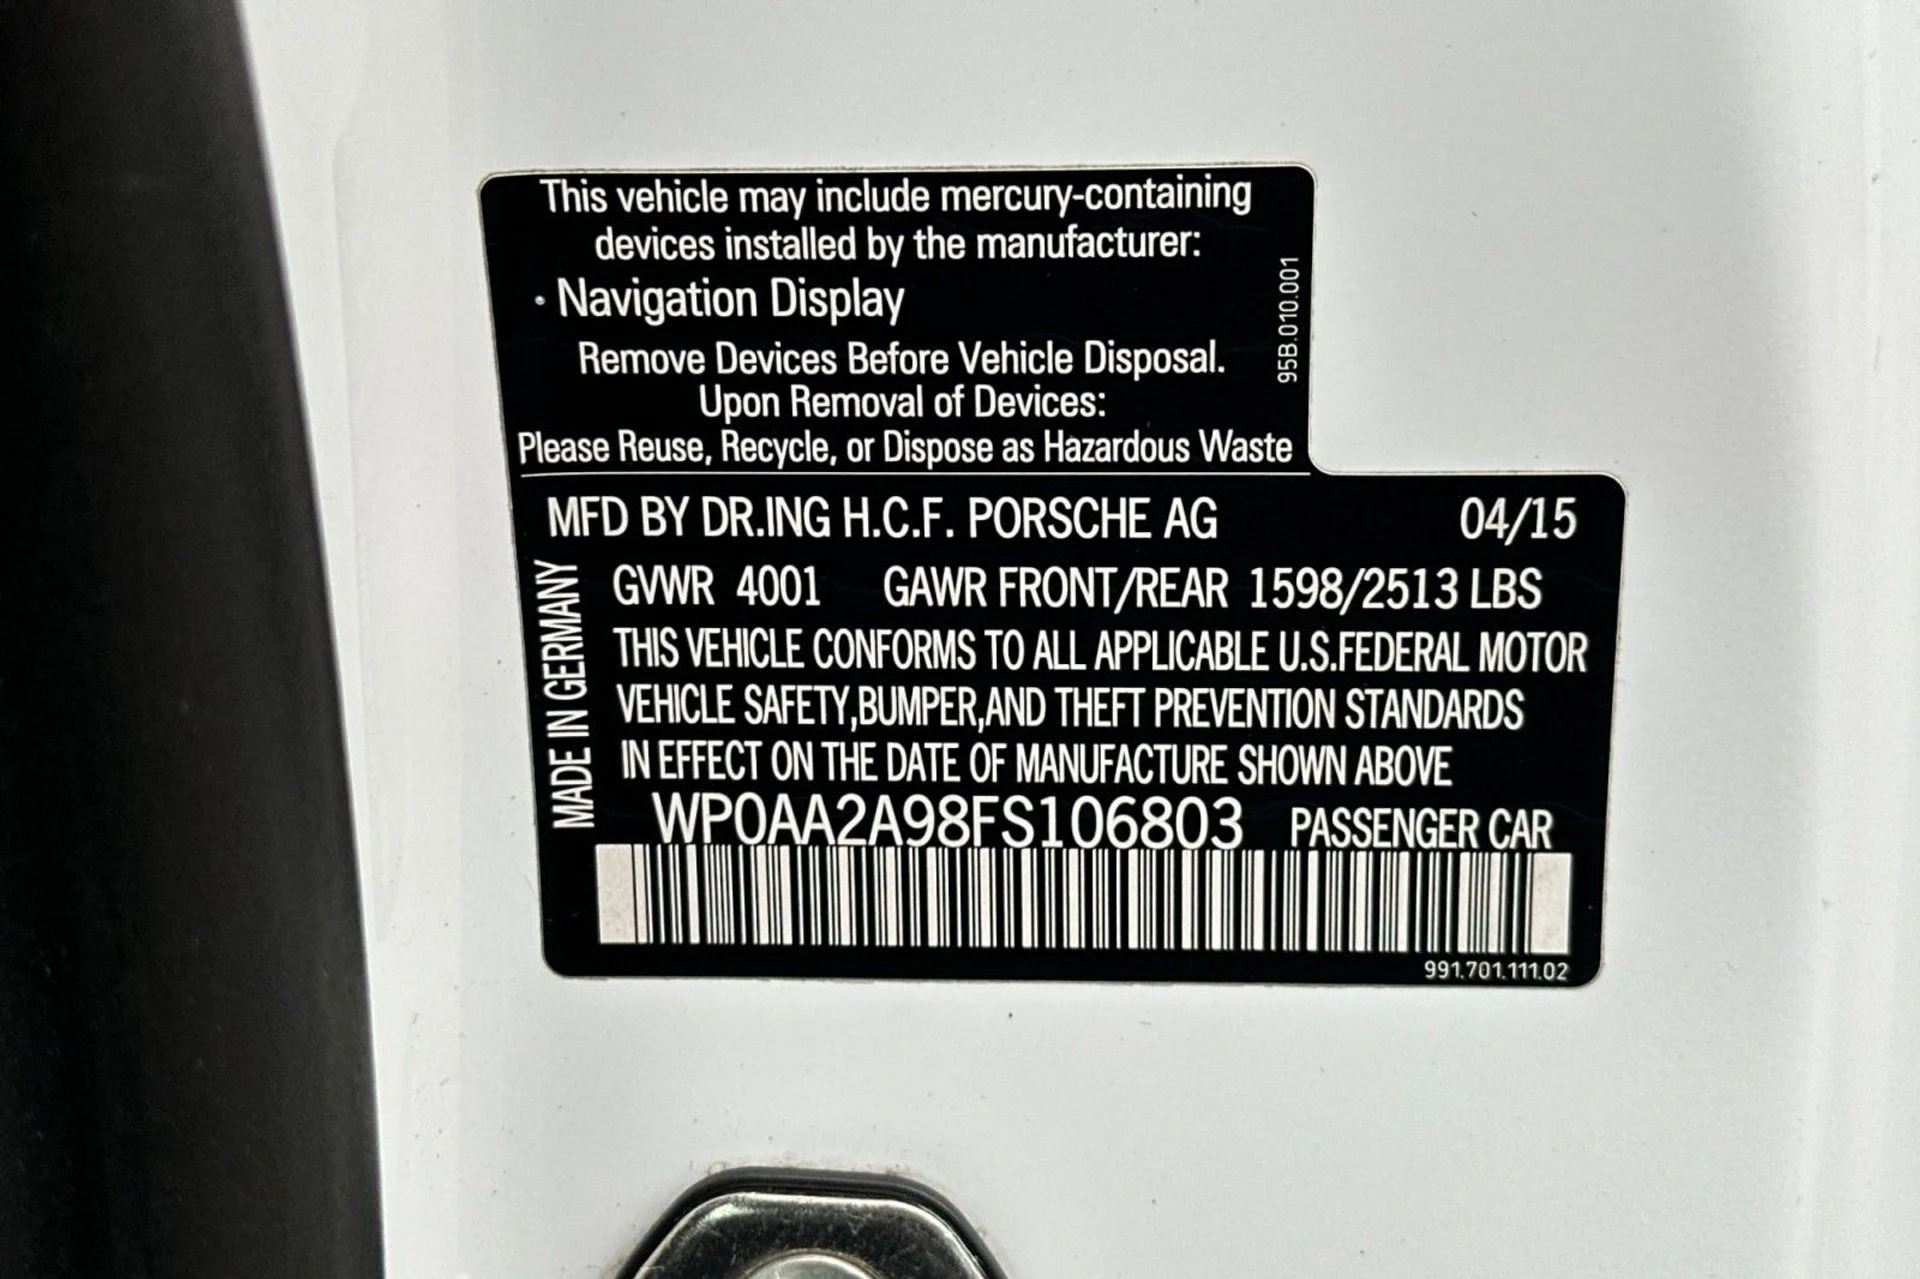 This vehicle may include mercury-containing
devices installed by the manufacturer:
· Navigation Display
Remove Devices Before Vehicle Disposal.
Upon Removal of Devices:
Please Reuse, Recycle, or Dispose as Hazardous Waste
95B.010.001
MFD BY DR.ING H.C.F. PORSCHE AG 04/15
MADE IN GERMANY
GVWR 4001 GAWR FRONT/REAR 1598/2513 LBS
THIS VEHICLE CONFORMS TO ALL APPLICABLE U.S.FEDERAL MOTOR
VEHICLE SAFETY,BUMPER,AND THEFT PREVENTION STANDARDS
IN EFFECT ON THE DATE OF MANUFACTURE SHOWN ABOVE
WP0AA2A98FS106803 PASSENGER CAR
991.701.111.02